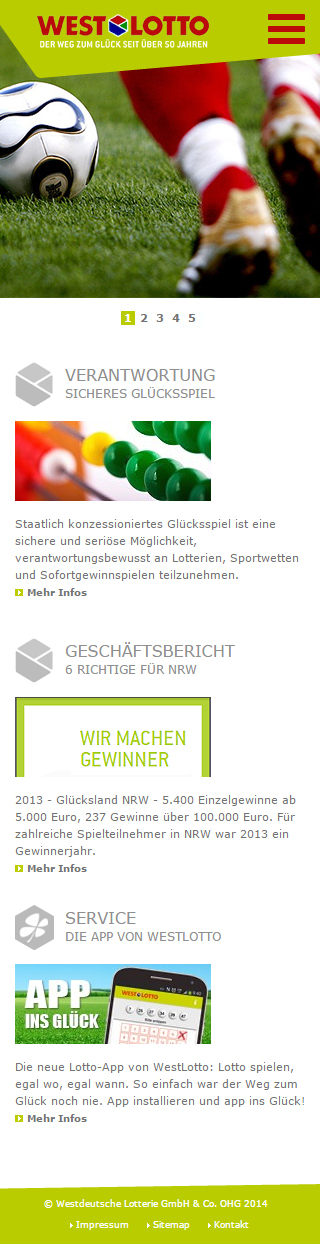 WEST LOTTO
DER WEG ZUM GLÜCK SEIT ÜBER 50 JAHREN
1 2 3 4 5
VERANTWORTUNG
SICHERES GLÜCKSSPIEL
Staatlich konzessioniertes Glücksspiel ist eine
sichere und seriöse Möglichkeit,
verantwortungsbewusst an Lotterien, Sportwetten
und Sofortgewinnspielen teilzunehmen.
Mehr Infos
GESCHÄFTSBERICHT
6 RICHTIGE FÜR NRW
WIR MACHEN
GEWINNER
2013 - Glücksland NRW - 5.400 Einzelgewinne ab
5.000 Euro, 237 Gewinne über 100.000 Euro. Für
zahlreiche Spielteilnehmer in NRW war 2013 ein
Gewinnerjahr.
Mehr Infos
SERVICE
DIE APP VON WESTLOTTO
APP
INS GLÜCK
WEST LOTTO
Die neue Lotto-App von WestLotto: Lotto spielen,
egal wo, egal wann. So einfach war der Weg zum
Glück noch nie. App installieren und app ins Glück!
Mehr Infos
© Westdeutsche Lotterie GmbH & Co. OHG 2014
Impressum Sitemap Kontakt